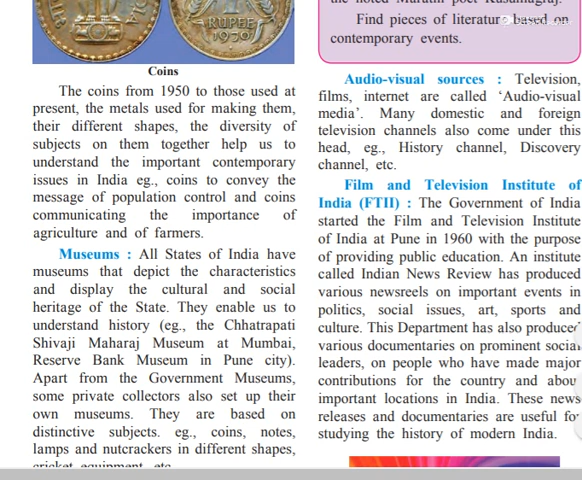 RUPEE
1970
Coins
The coins from 1950 to those used at
present, the metals used for making them,
their different shapes, the diversity of
subjects on them together help us to
understand the important contemporary
issues in India eg., coins to convey the
message of population control and coins
communicating the importance of
agriculture and of farmers.
Museums : All States of India have
museums that depict the characteristics
and display the cultural and social
heritage of the State. They enable us to
understand history (eg., the Chhatrapati
Shivaji Maharaj Museum at Mumbai,
Reserve Bank Museum in Pune city).
Apart from the Government Museums,
some private collectors also set up their
own museums. They are based on
distinctive subjects. eg., coins, notes,
lamps and nutcrackers in different shapes,
cricket equipment, etc.
the noted Marathi poet Kusumagraj.
Find pieces of literature based on
contemporary events.
Audio-visual sources : Television,
films, internet are called ‘Audio-visual
media’. Many domestic and foreign
television channels also come under this
head, eg., History channel, Discovery
channel, etc.
Film and Television Institute of
India (FTII) : The Government of India
started the Film and Television Institute
of India at Pune in 1960 with the purpose
of providing public education. An institute
called Indian News Review has produced
various newsreels on important events in
politics, social issues, art, sports and
culture. This Department has also produced
various documentaries on prominent social
leaders, on people who have made major
contributions for the country and about
important locations in India. These news
releases and documentaries are useful for
studying the history of modern India.